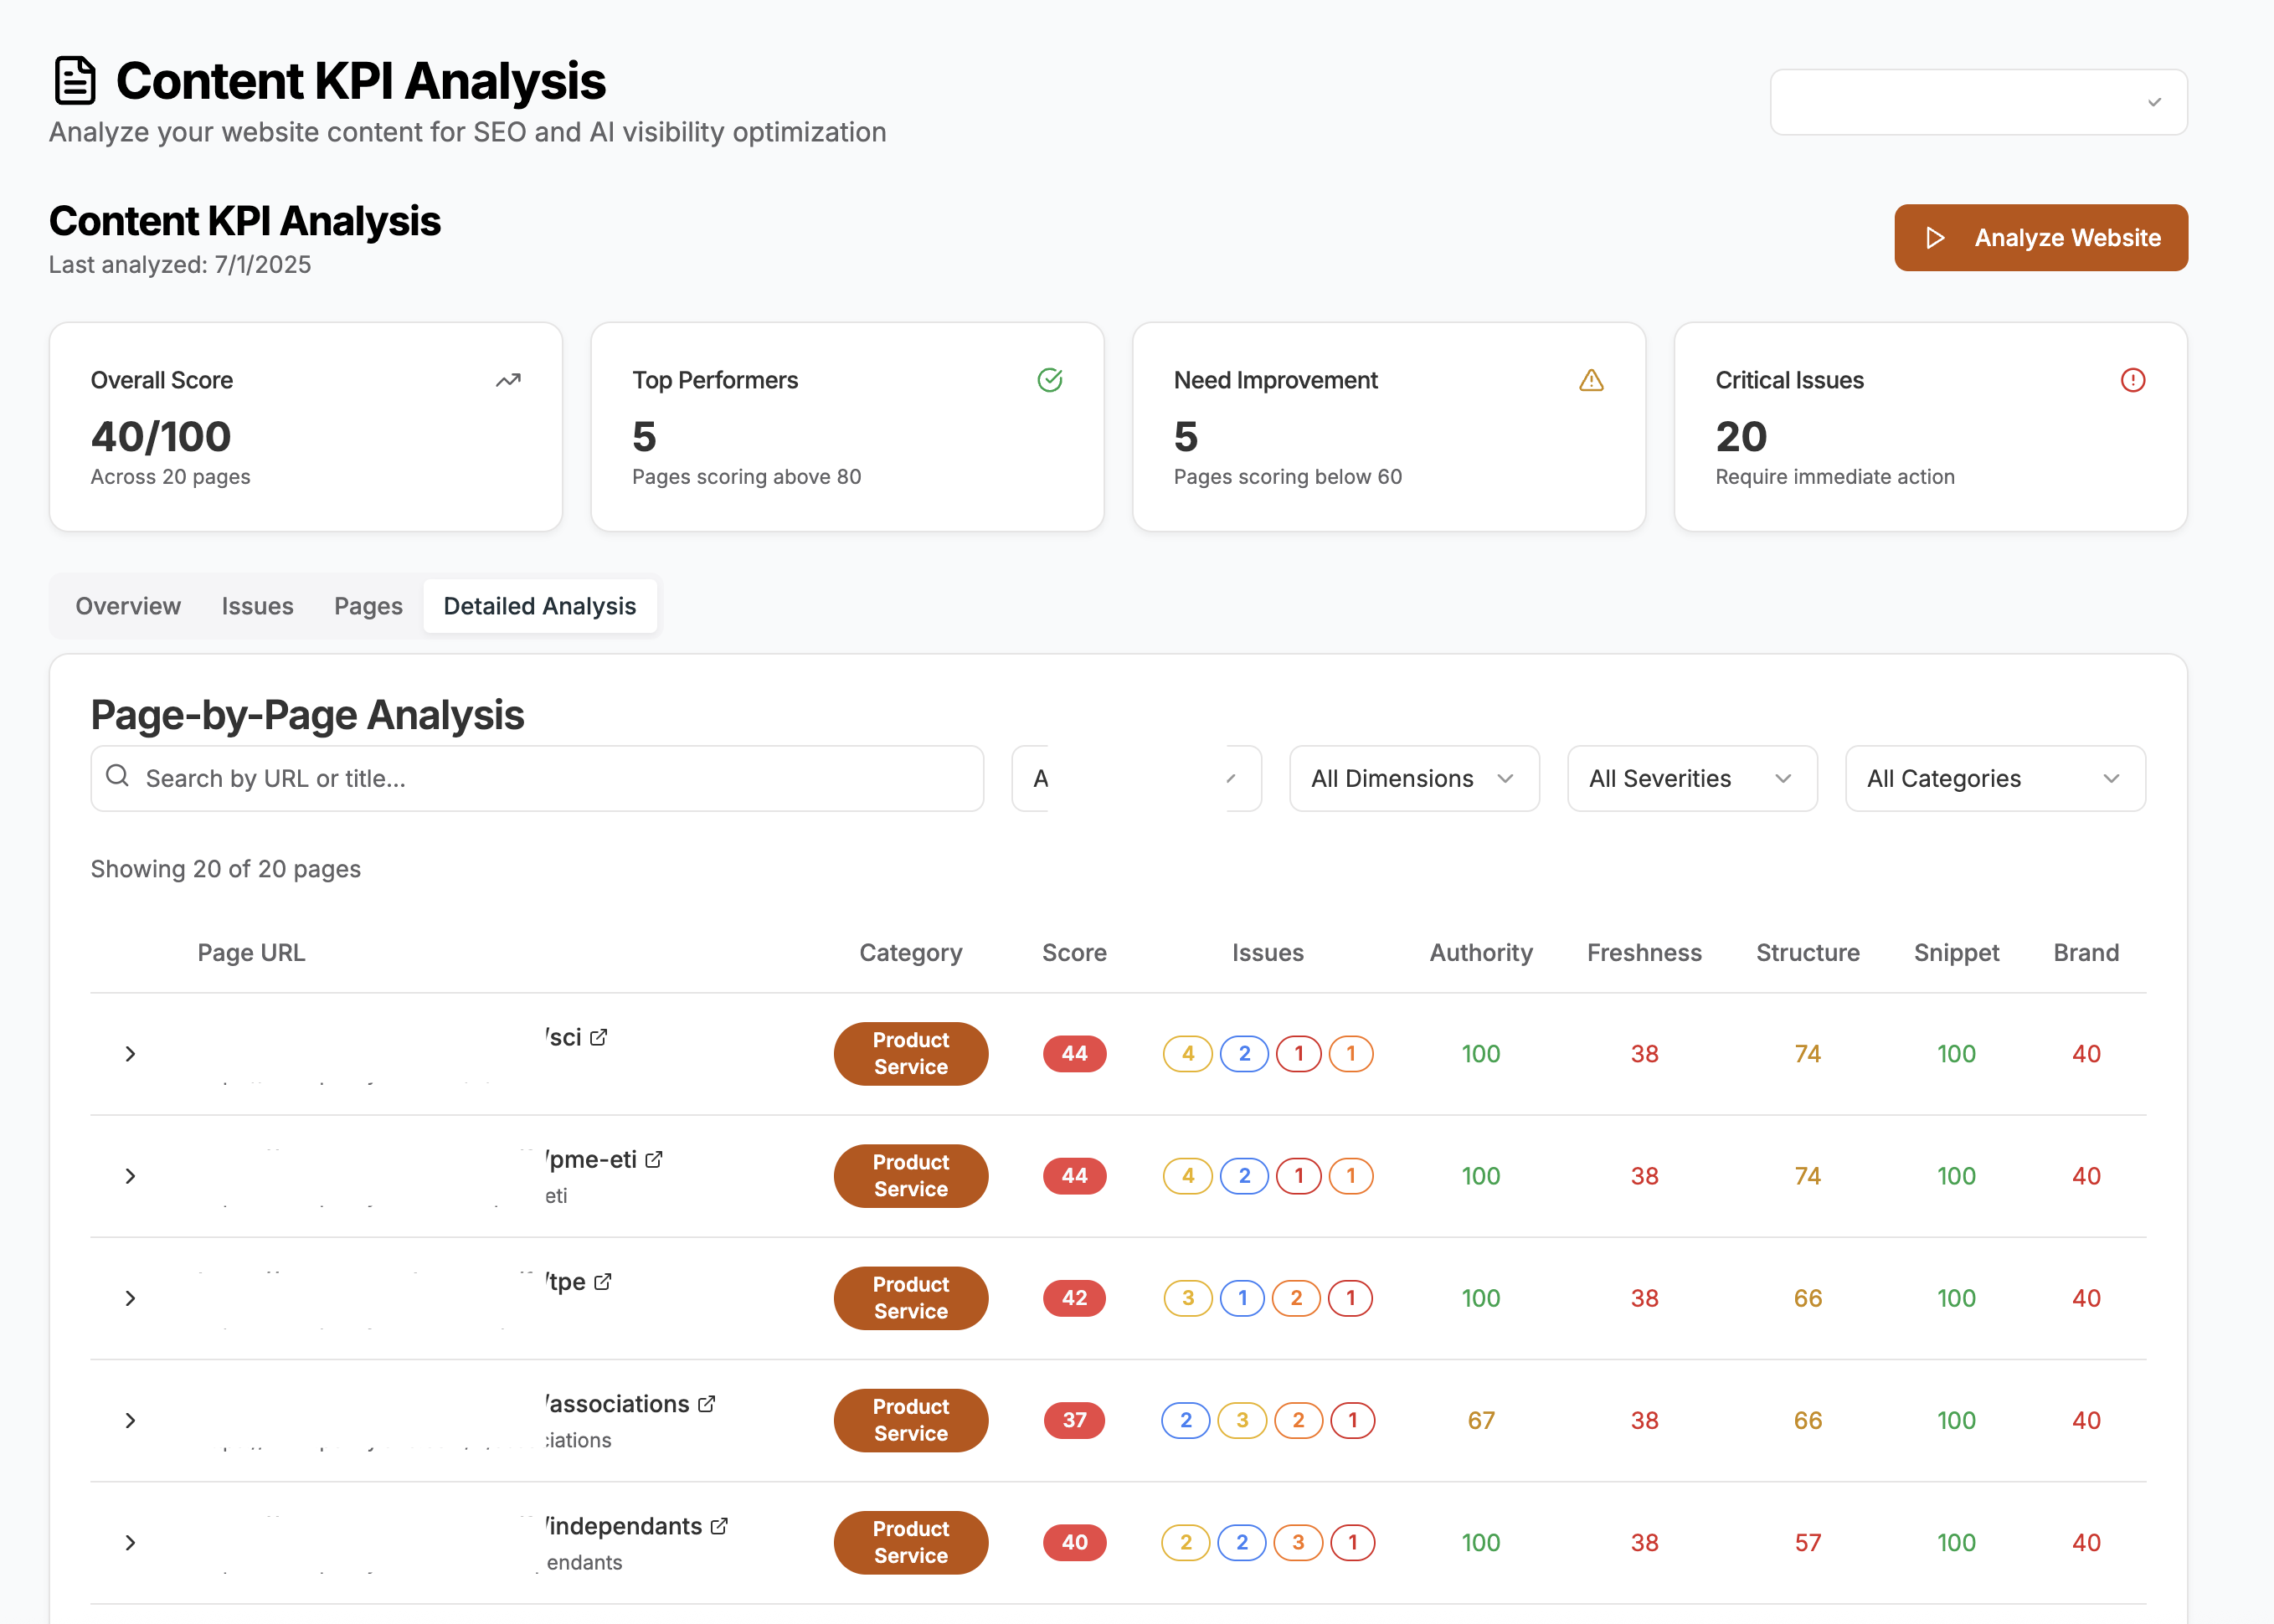 Content KPI Analysis
Analyze your website content for SEO and AI visibility optimization
Content KPI Analysis
Last analyzed: 7/1/2025
Analyze Website
Overall Score
40/100
Across 20 pages
Top Performers
5
Pages scoring above 80
Need Improvement
5
Pages scoring below 60
Critical Issues
20
Require immediate action
Overview Issues Pages Detailed Analysis
Page-by-Page Analysis
Search by URL or title... A All Dimensions All Severities All Categories
Showing 20 of 20 pages
Page URL Category Score Issues Authority Freshness Structure Snippet Brand
/sci
Product
Service
44 4 2 1 1 100 38 74 100 40
/pme-eti
eti
Product
Service
44 4 2 1 1 100 38 74 100 40
/tpe
Product
Service
42 3 1 2 1 100 38 66 100 40
/associations
ciations
Product
Service
37 2 3 2 1 67 38 66 100 40
/independants
endants
Product
Service
40 2 2 3 1 100 38 57 100 40